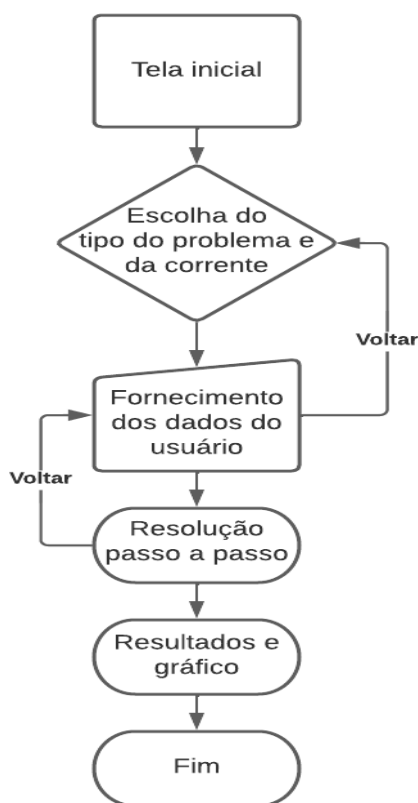 Tela inicial
Escolha do
tipo do problema e
da corrente
Voltar
Fornecimento
dos dados do
usuário
Voltar
Resolução
passo a passo
Resultados e
gráfico
Fim